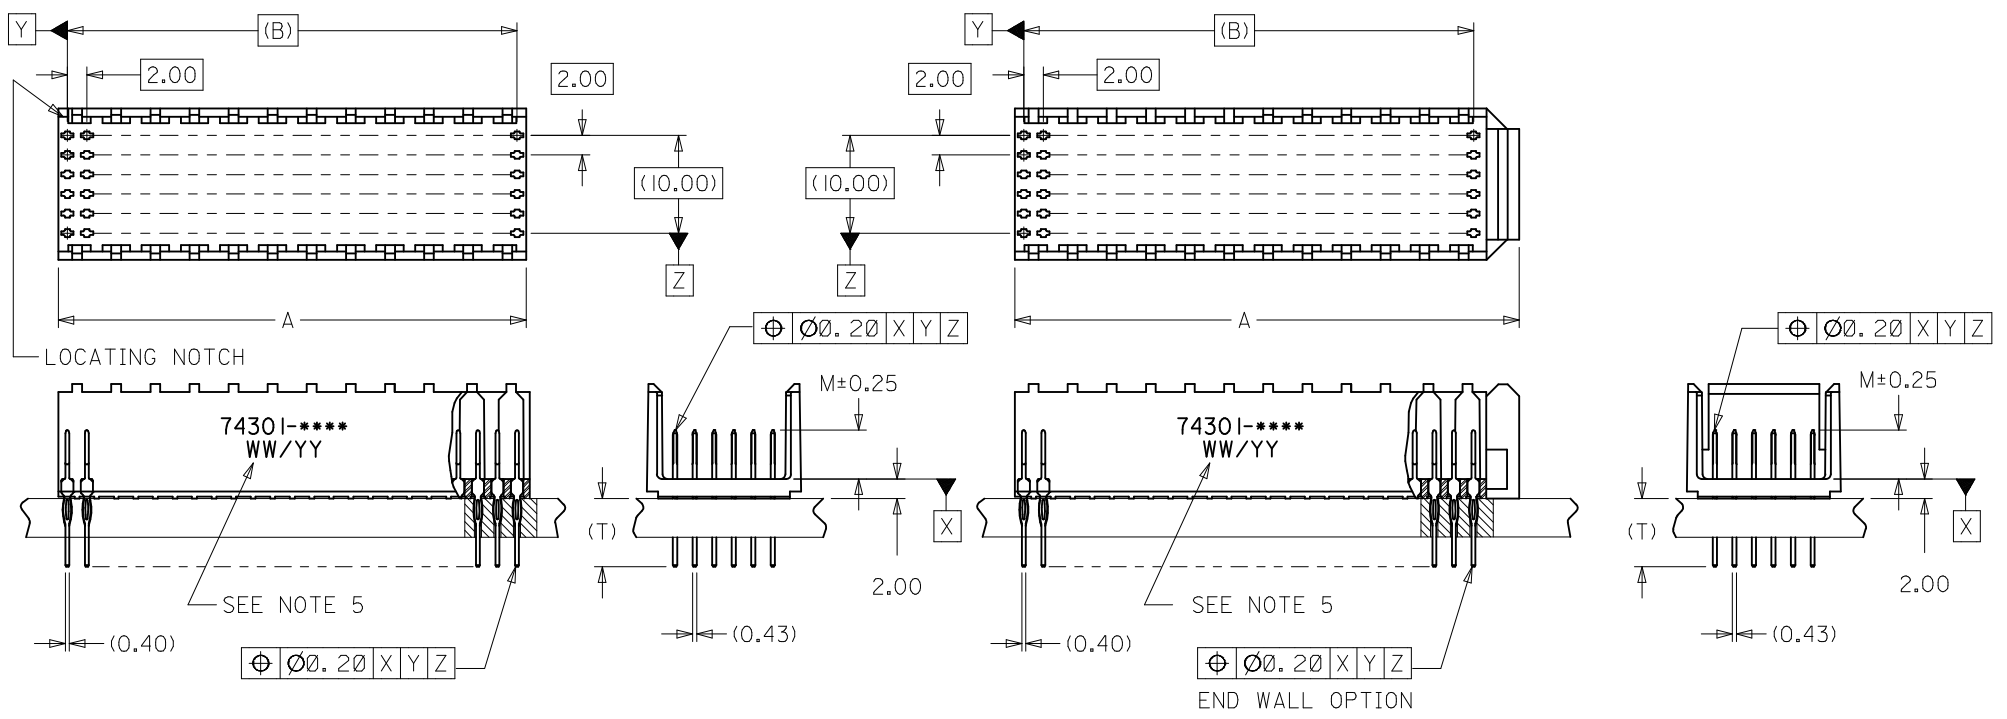 Y (B) Y (B)
2.00 2.00 2.00 2.00
(10.00) (10.00)
Z Z
A A
⌖ Ø0.20 X Y Z ⌖ Ø0.20 X Y Z
LOCATING NOTCH
M±0.25 M±0.25
74301-**** 74301-****
WW/YY WW/YY
X X
(T) (T)
2.00 2.00
SEE NOTE 5 SEE NOTE 5
(0.40) (0.43) (0.40) (0.43)
⌖ Ø0.20 X Y Z ⌖ Ø0.20 X Y Z
END WALL OPTION